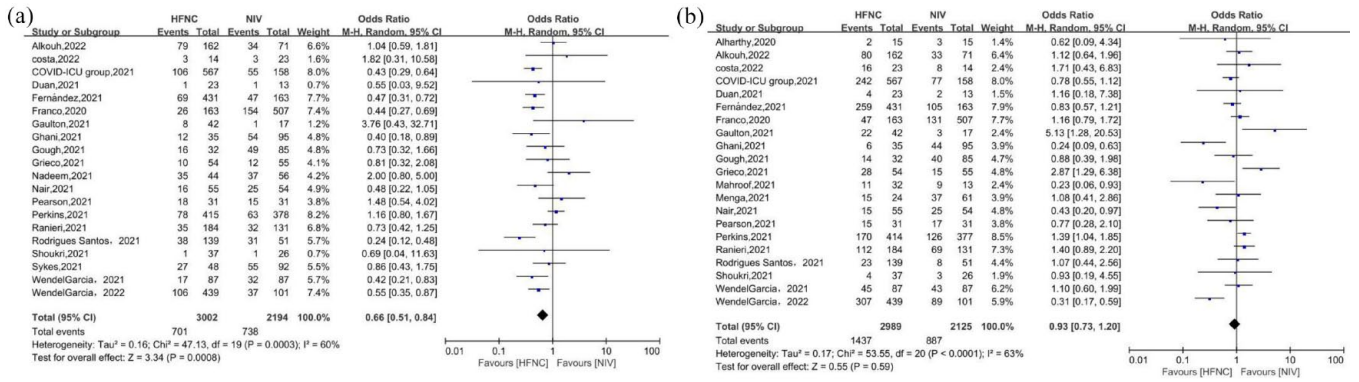 (a)
HFNC NIV Odds Ratio Odds Ratio
Study or Subgroup Events Total Events Total Weight M-H. Random. 95% CI M-H. Random. 95% CI
Alkouh,2022 79 162 34 71 6.6% 1.04 [0.59, 1.81]
costa,2022 3 14 3 23 1.6% 1.82 [0.31, 10.58]
COVID-ICU group,2021 106 567 55 158 8.0% 0.43 [0.29, 0.64]
Duan,2021 1 23 1 13 0.7% 0.55 [0.03, 9.52]
Fernández,2021 69 431 47 163 7.7% 0.47 [0.31, 0.72]
Franco,2020 26 163 154 507 7.4% 0.44 [0.27, 0.69]
Gaulton,2021 8 42 1 17 1.1% 3.76 [0.43, 32.71]
Ghani,2021 12 35 54 95 4.8% 0.40 [0.18, 0.89]
Gough,2021 16 32 49 85 4.7% 0.73 [0.32, 1.66]
Grieco,2021 10 54 12 55 4.1% 0.81 [0.32, 2.08]
Nadeem,2021 35 44 37 56 4.2% 2.00 [0.80, 5.00]
Nair,2021 16 55 25 54 4.9% 0.48 [0.22, 1.05]
Pearson,2021 18 31 15 31 3.8% 1.48 [0.54, 4.02]
Perkins,2021 78 415 63 378 8.2% 1.16 [0.80, 1.67]
Ranieri,2021 35 184 32 131 6.8% 0.73 [0.42, 1.25]
Rodrigues Santos，2021 38 139 31 51 5.5% 0.24 [0.12, 0.48]
Shoukri,2021 1 37 1 26 0.7% 0.69 [0.04, 11.63]
Sykes,2021 27 48 55 92 5.4% 0.86 [0.43, 1.75]
WendelGarcia，2021 17 87 32 87 5.7% 0.42 [0.21, 0.83]
WendelGarcia，2022 106 439 37 101 7.4% 0.55 [0.35, 0.87]
Total (95% CI) 3002 2194 100.0% 0.66 [0.51, 0.84]
Total events 701 738
Heterogeneity: Tau² = 0.16; Chi² = 47.13, df = 19 (P = 0.0003); I² = 60%
Test for overall effect: Z = 3.34 (P = 0.0008)
0.01 0.1 1 10 100
Favours [HFNC] Favours [NIV]
(b)
HFNC NIV Odds Ratio Odds Ratio
Study or Subgroup Events Total Events Total Weight M-H. Random. 95% CI M-H. Random. 95% CI
Alharthy,2020 2 15 3 15 1.4% 0.62 [0.09, 4.34]
Alkouh,2022 80 162 33 71 6.6% 1.12 [0.64, 1.96]
costa,2022 16 23 8 14 2.5% 1.71 [0.43, 6.83]
COVID-ICU group,2021 242 567 77 158 8.3% 0.78 [0.55, 1.12]
Duan,2021 4 23 2 13 1.5% 1.16 [0.18, 7.38]
Fernández,2021 259 431 105 163 8.2% 0.83 [0.57, 1.21]
Franco,2020 47 163 131 507 8.0% 1.16 [0.79, 1.72]
Gaulton,2021 22 42 3 17 2.5% 5.13 [1.28, 20.53]
Ghani,2021 6 35 44 95 4.0% 0.24 [0.09, 0.63]
Gough,2021 14 32 40 85 4.9% 0.88 [0.39, 1.98]
Grieco,2021 28 54 15 55 5.0% 2.87 [1.29, 6.38]
Mahroof,2021 11 32 9 13 2.5% 0.23 [0.06, 0.93]
Menga,2021 15 24 37 61 4.1% 1.08 [0.41, 2.86]
Nair,2021 15 55 25 54 5.1% 0.43 [0.20, 0.97]
Pearson,2021 15 31 17 31 3.9% 0.77 [0.28, 2.10]
Perkins,2021 170 414 126 377 8.8% 1.39 [1.04, 1.85]
Ranieri,2021 112 184 69 131 7.5% 1.40 [0.89, 2.20]
Rodrigues Santos，2021 23 139 8 51 4.6% 1.07 [0.44, 2.56]
Shoukri,2021 4 37 3 26 2.0% 0.93 [0.19, 4.55]
WendelGarcia，2021 45 87 43 87 6.4% 1.10 [0.60, 1.99]
WendelGarcia，2022 307 439 89 101 6.2% 0.31 [0.17, 0.59]
Total (95% CI) 2989 2125 100.0% 0.93 [0.73, 1.20]
Total events 1437 887
Heterogeneity: Tau² = 0.17; Chi² = 53.55, df = 20 (P < 0.0001); I² = 63%
Test for overall effect: Z = 0.55 (P = 0.59)
0.01 0.1 1 10 100
Favours [HFNC] Favours [NIV]